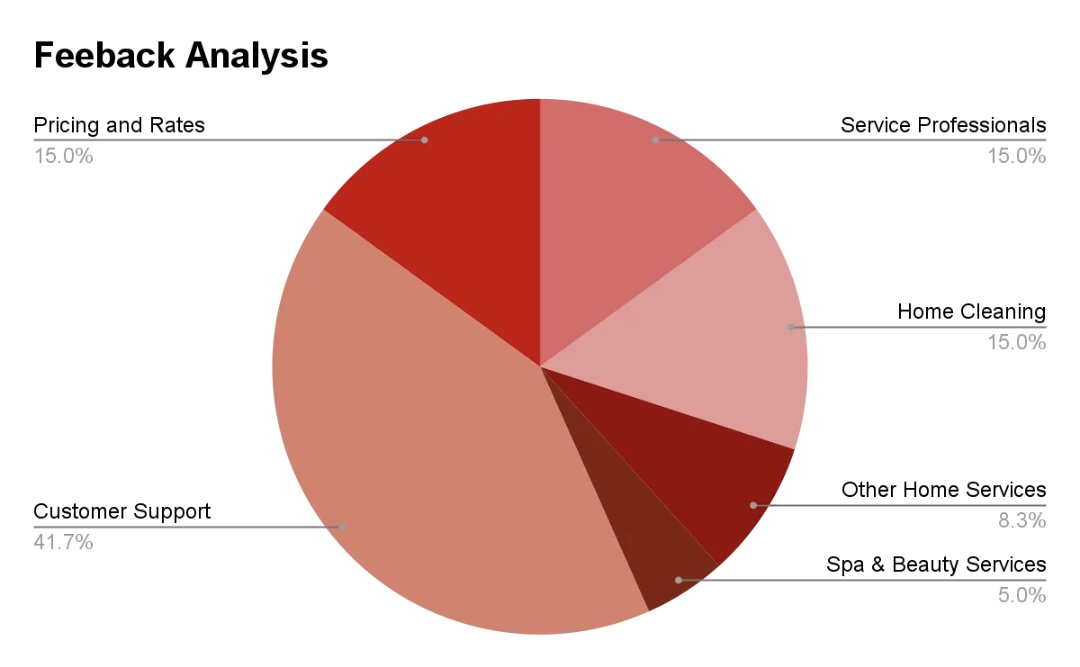 Feeback Analysis
Pricing and Rates
15.0%
Service Professionals
15.0%
Home Cleaning
15.0%
Other Home Services
8.3%
Customer Support
41.7%
Spa & Beauty Services
5.0%